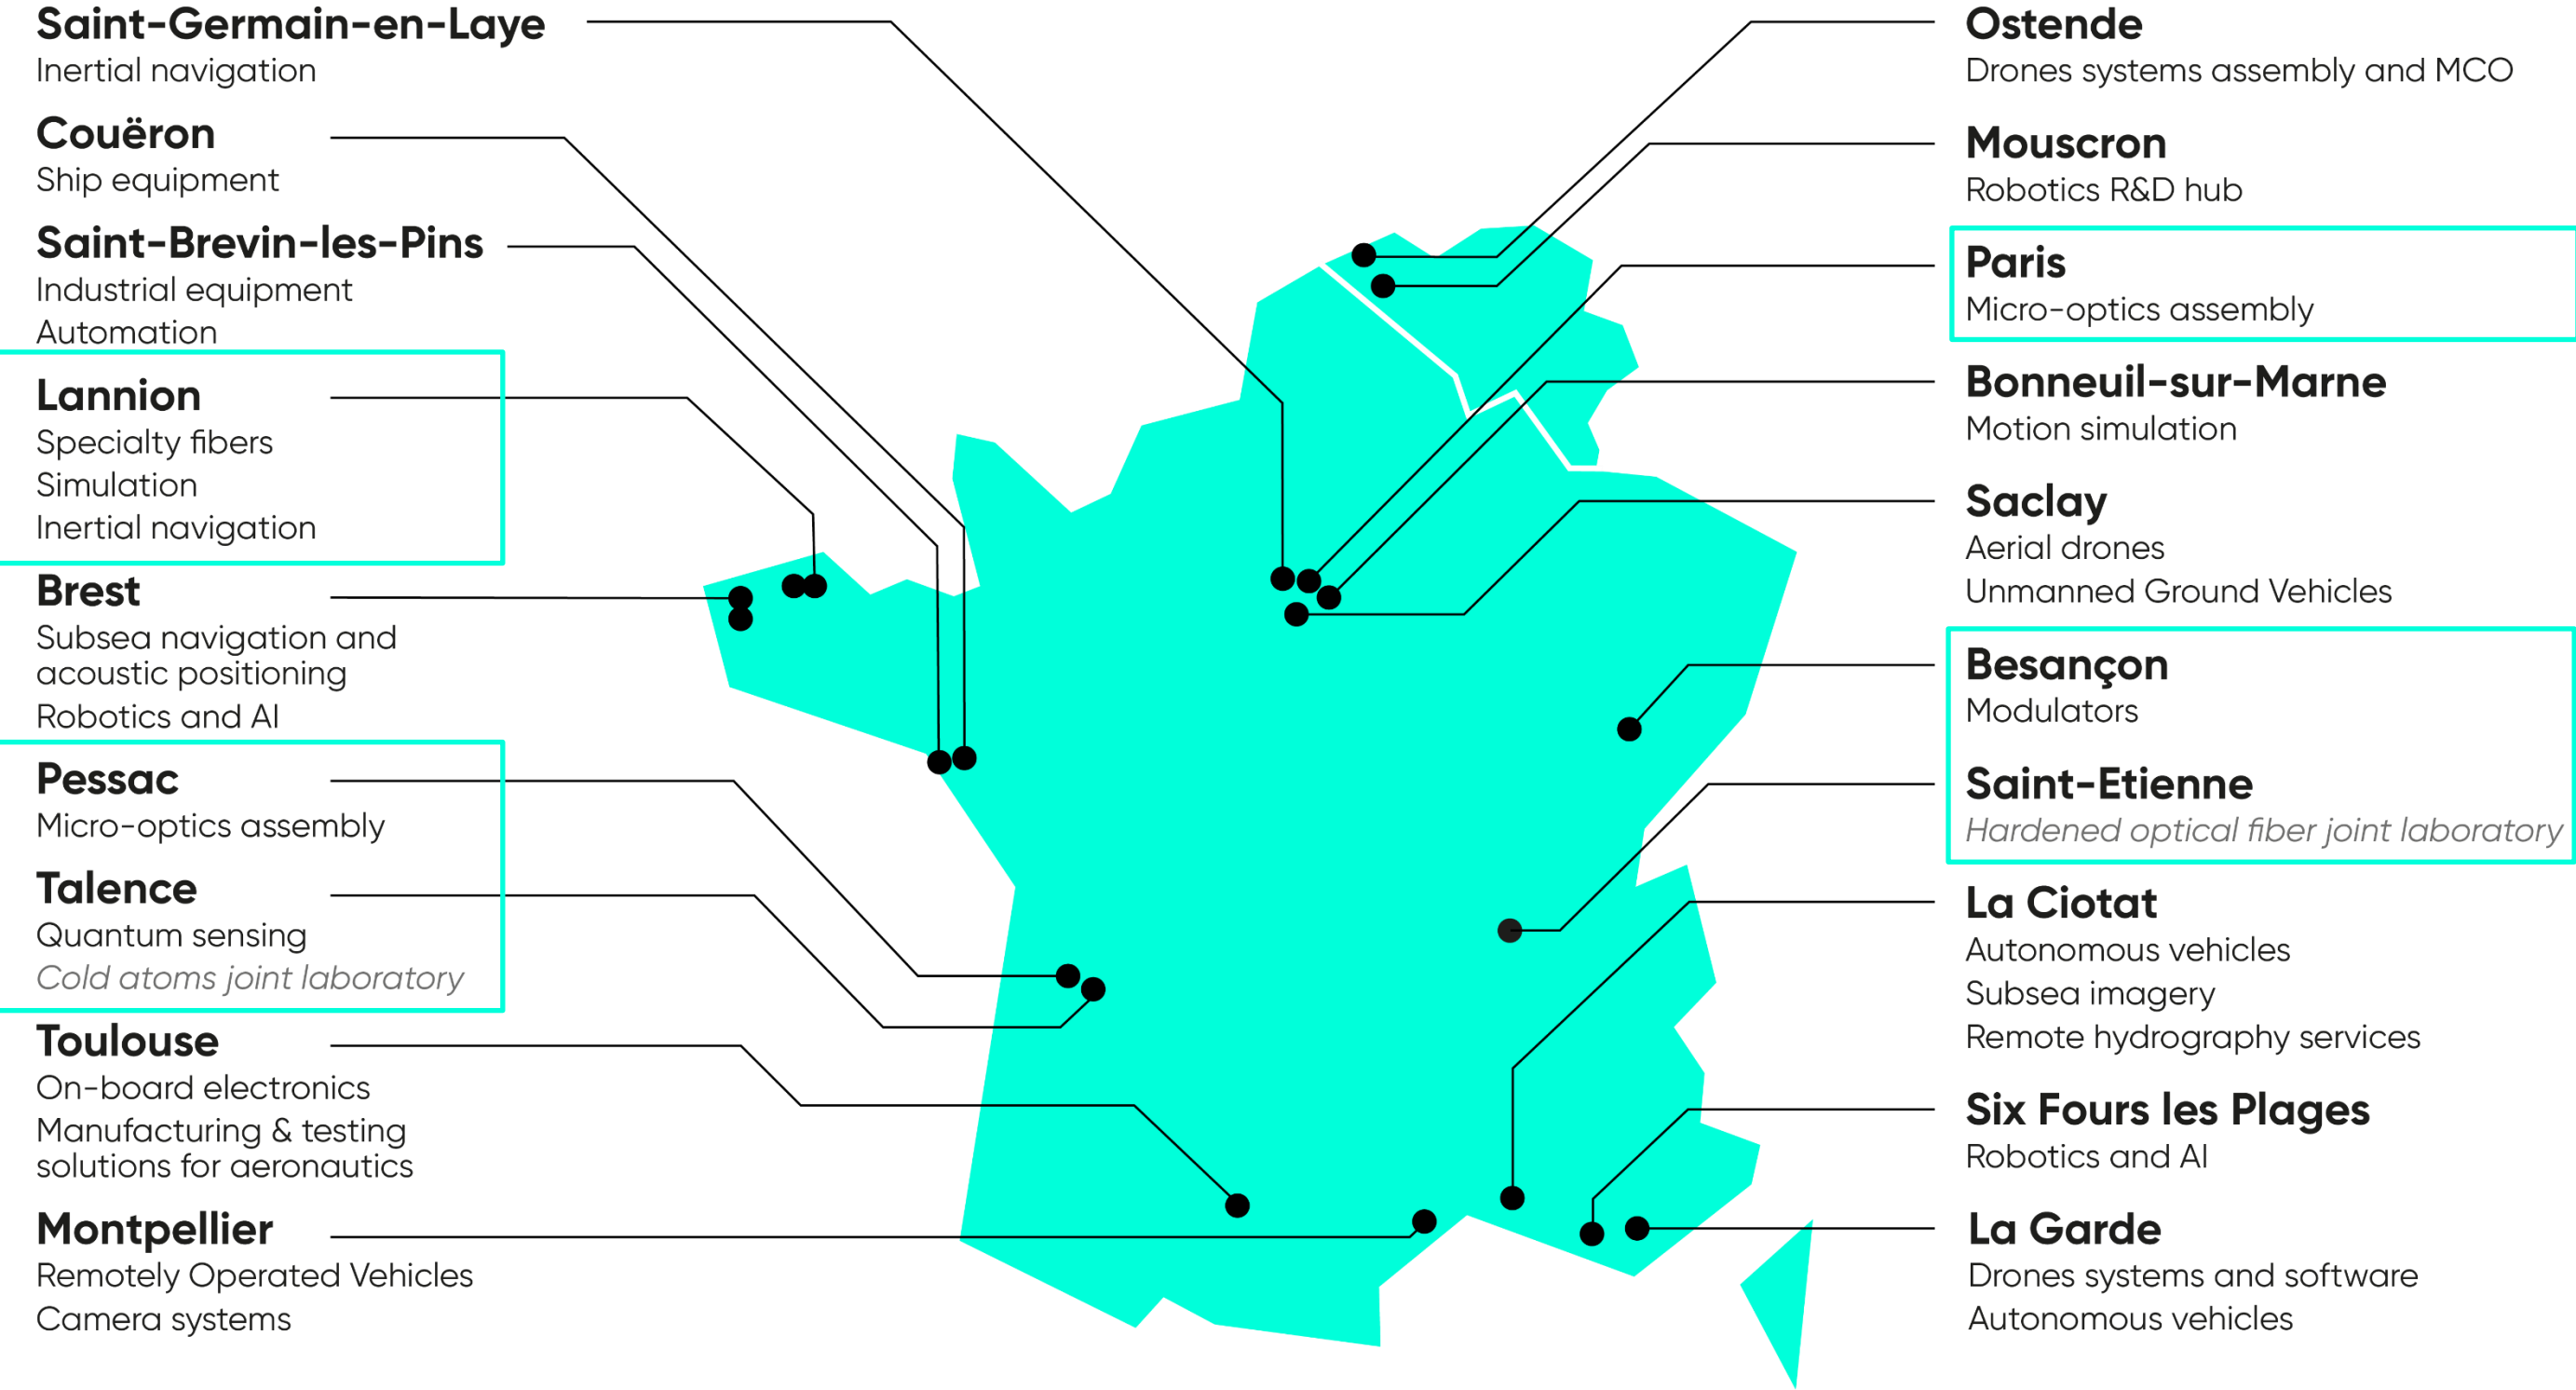 Saint-Germain-en-Laye
Inertial navigation
Couëron
Ship equipment
Saint-Brevin-les-Pins
Industrial equipment
Automation
Lannion
Specialty fibers
Simulation
Inertial navigation
Brest
Subsea navigation and
acoustic positioning
Robotics and AI
Pessac
Micro-optics assembly
Talence
Quantum sensing
Cold atoms joint laboratory
Toulouse
On-board electronics
Manufacturing & testing
solutions for aeronautics
Montpellier
Remotely Operated Vehicles
Camera systems
Ostende
Drones systems assembly and MCO
Mouscron
Robotics R&D hub
Paris
Micro-optics assembly
Bonneuil-sur-Marne
Motion simulation
Saclay
Aerial drones
Unmanned Ground Vehicles
Besançon
Modulators
Saint-Etienne
Hardened optical fiber joint laboratory
La Ciotat
Autonomous vehicles
Subsea imagery
Remote hydrography services
Six Fours les Plages
Robotics and AI
La Garde
Drones systems and software
Autonomous vehicles